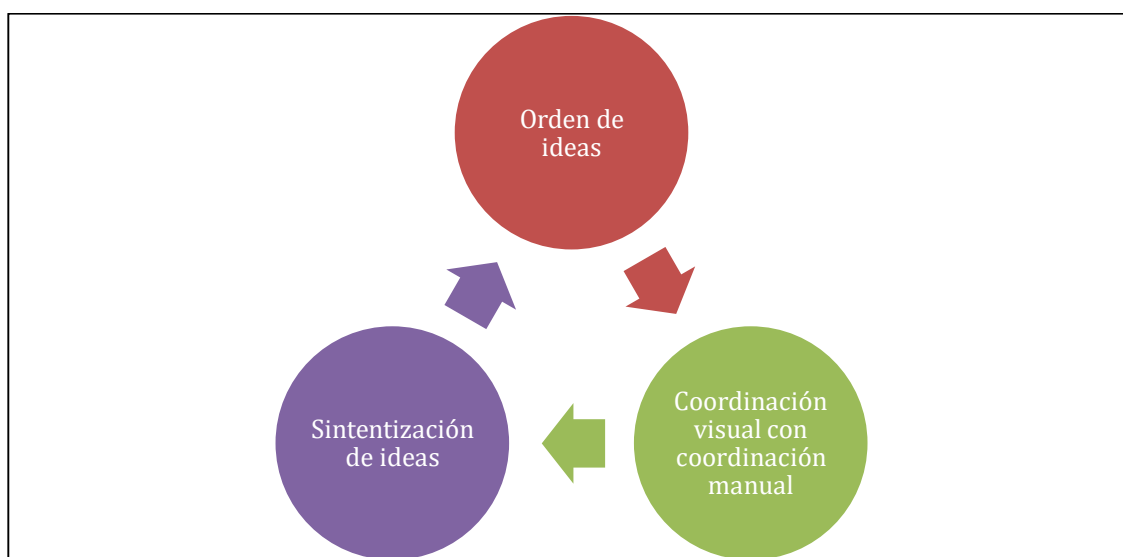 Orden de
ideas
Coordinación
visual con
coordinación
manual
Sintentización
de ideas